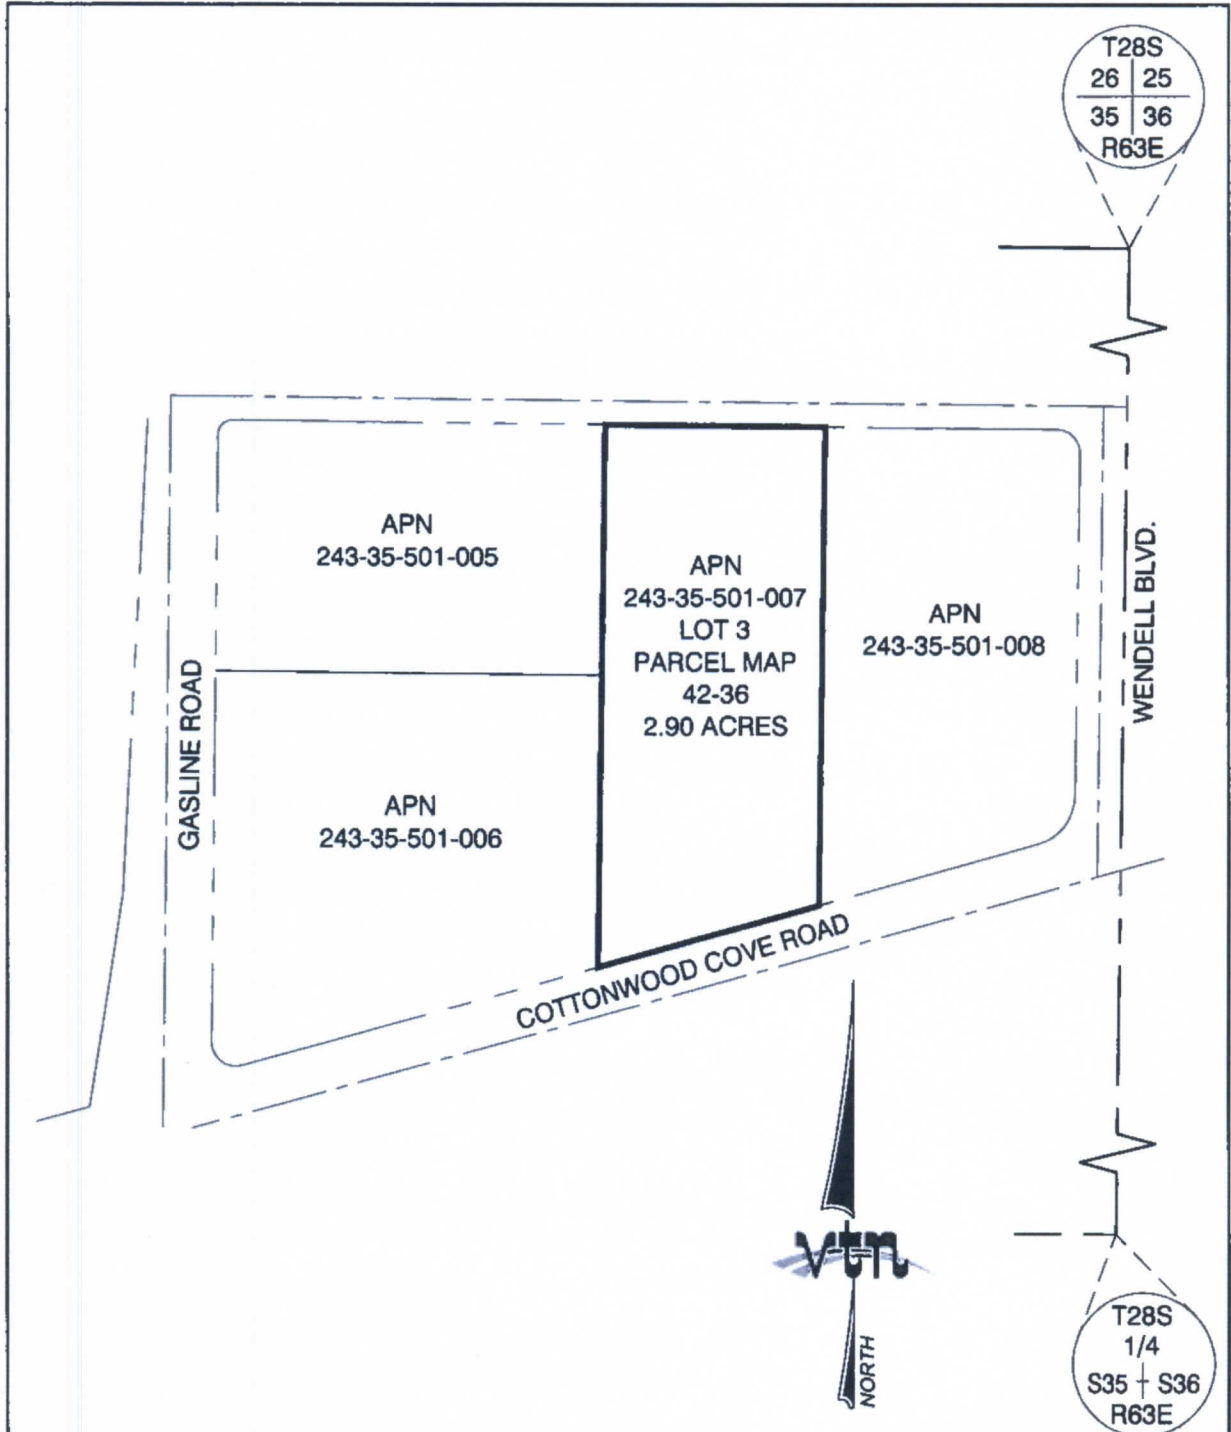 T28S
26 25
35 36
R63E
APN
243-35-501-005
APN
243-35-501-007
LOT 3
PARCEL MAP
42-36
2.90 ACRES
APN
243-35-501-008
WENDELL BLVD.
GASLINE ROAD
APN
243-35-501-006
COTTONWOOD COVE ROAD
vtn
NORTH
T28S
1/4
S35 S36
R63E